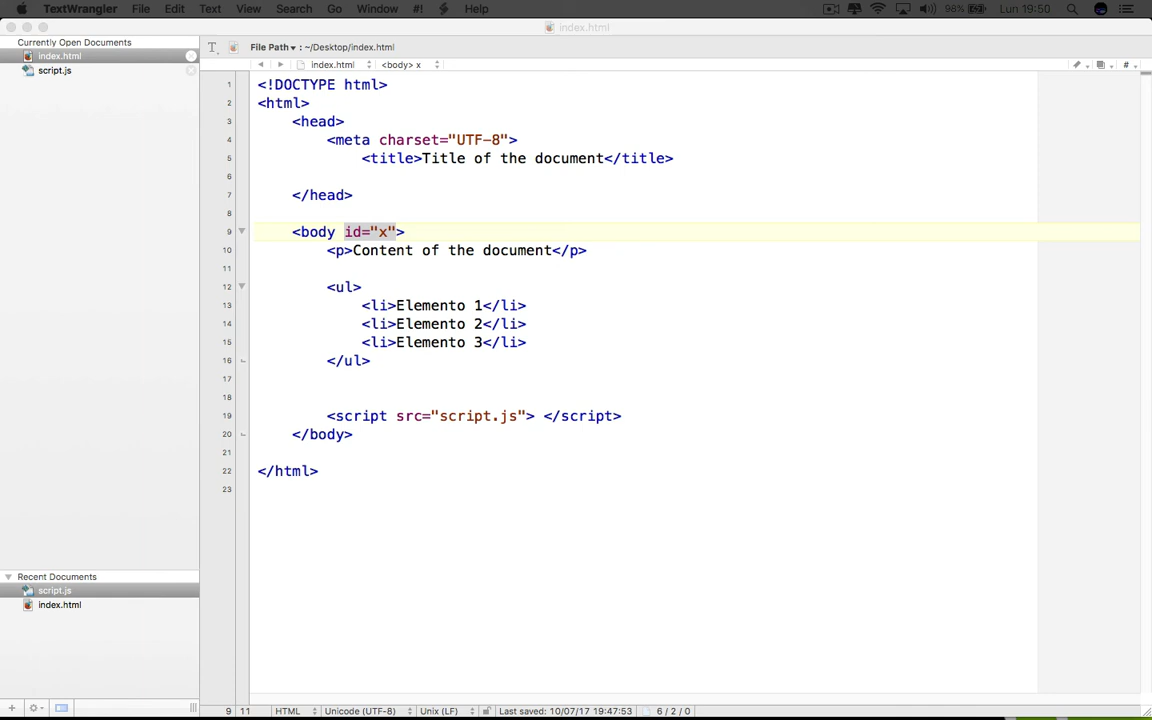 TextWrangler File Edit Text View Search Go Window #! Help 98% Lun 19:50
index.html
Currently Open Documents
index.html
script.js
File Path ▾ : ~/Desktop/index.html
index.html <body> x #
1 <!DOCTYPE html>
2 <html>
3 <head>
4 <meta charset="UTF-8">
5 <title>Title of the document</title>
6
7 </head>
8
9 <body id="x">
10 <p>Content of the document</p>
11
12 <ul>
13 <li>Elemento 1</li>
14 <li>Elemento 2</li>
15 <li>Elemento 3</li>
16 </ul>
17
18
19 <script src="script.js"> </script>
20 </body>
21
22 </html>
23
Recent Documents
script.js
index.html
9 11 HTML Unicode (UTF-8) Unix (LF) Last saved: 10/07/17 19:47:53 6 / 2 / 0